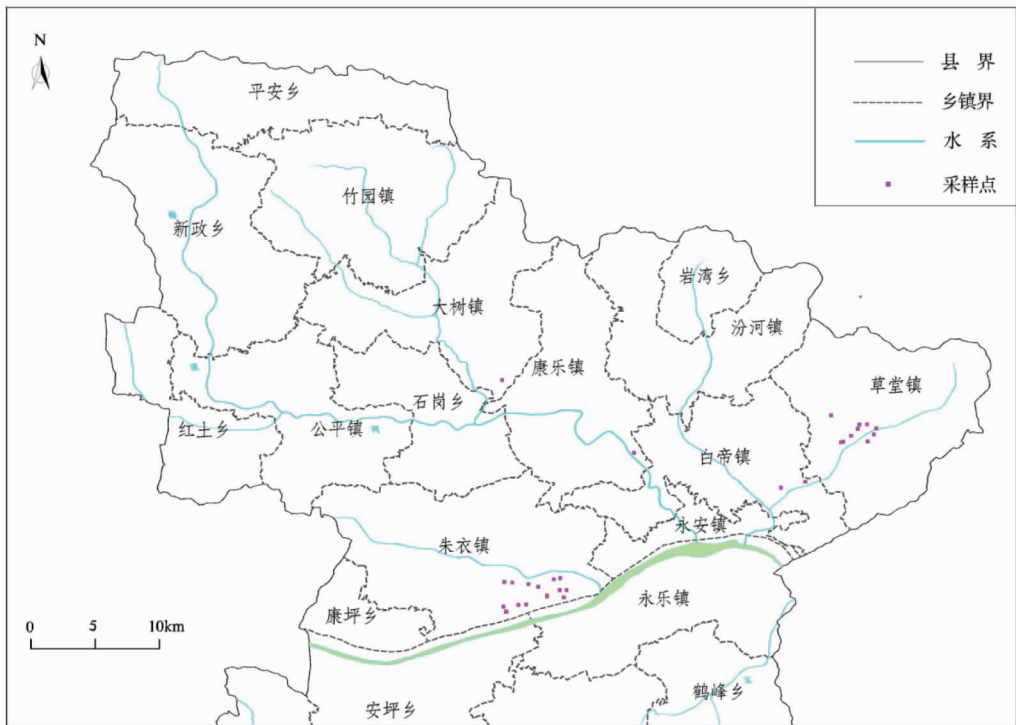 N
县 界
乡镇界
水 系
采样点
平安乡
竹园镇
新政乡
岩湾乡
大树镇
汾河镇
康乐镇
草堂镇
石岗乡
红土乡
公平镇
白帝镇
永安镇
朱衣镇
永乐镇
康坪乡
0 5 10km
鹤峰乡
安坪乡